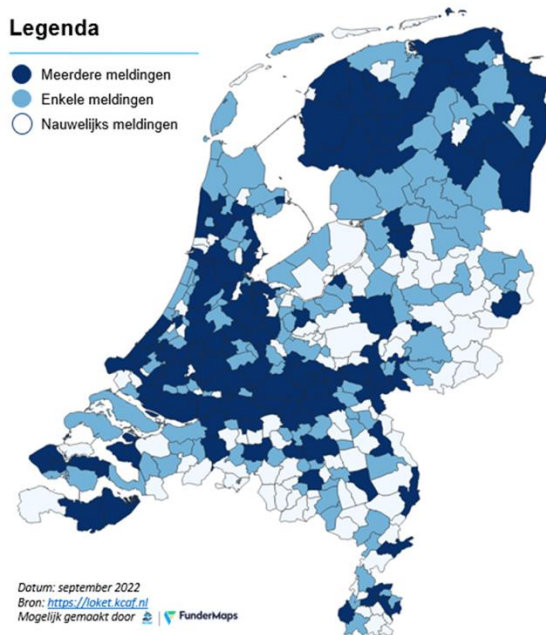 Legenda
Meerdere meldingen
Enkele meldingen
Nauwelijks meldingen
Datum: september 2022
Bron: https://loket.kcaf.nl
Mogelijk gemaakt door | FunderMaps